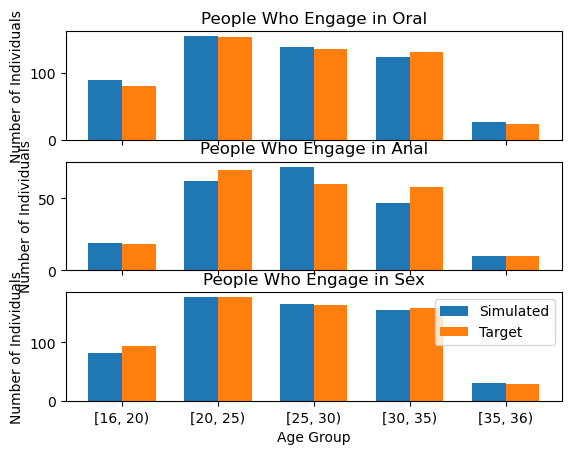 People Who Engage in Oral
Number of Individuals
100
0
People Who Engage in Anal
Number of Individuals
50
0
People Who Engage in Sex
Number of Individuals
100
0
Simulated
Target
[16, 20)
[20, 25)
[25, 30)
[30, 35)
[35, 36)
Age Group